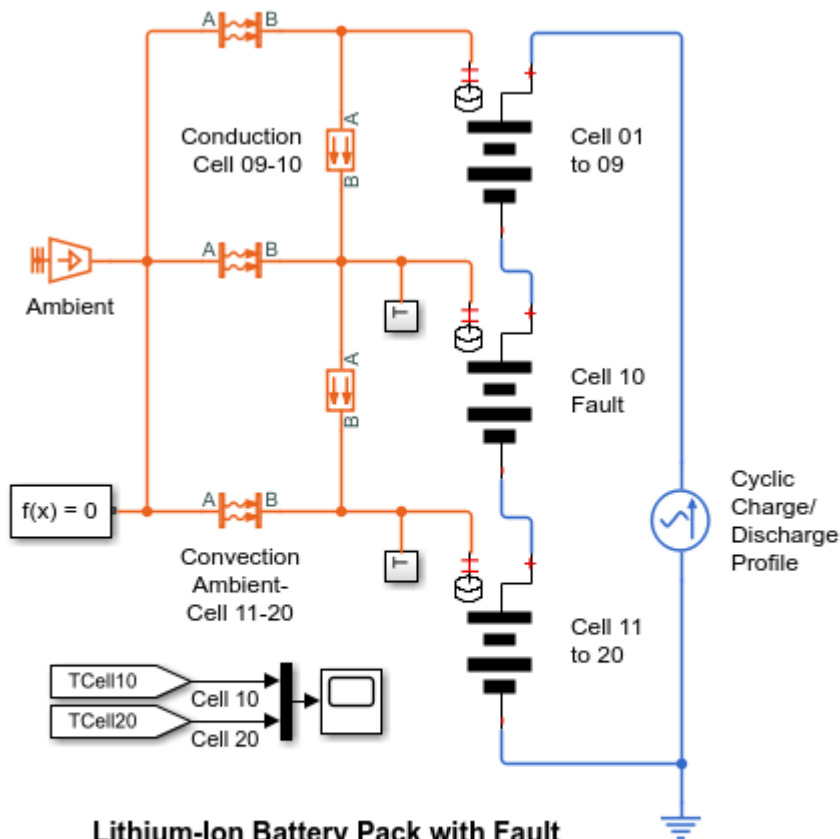 A
B
Conduction
Cell 09-10
A
B
Cell 01
to 09
A
B
Ambient
T
A
B
Cell 10
Fault
f(x) = 0
A
B
T
Convection
Ambient-
Cell 11-20
Cyclic
Charge/
Discharge
Profile
Cell 11
to 20
TCell10
Cell 10
TCell20
Cell 20
Lithium-Ion Battery Pack with Fault